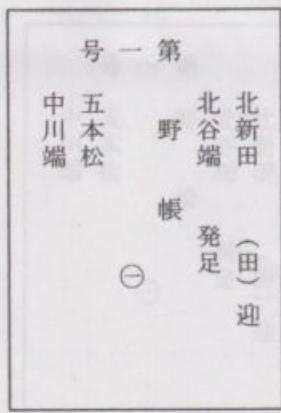 北新田　（田）迎
北谷端　発足
第一号
野帳
㊀
五本松
中川端